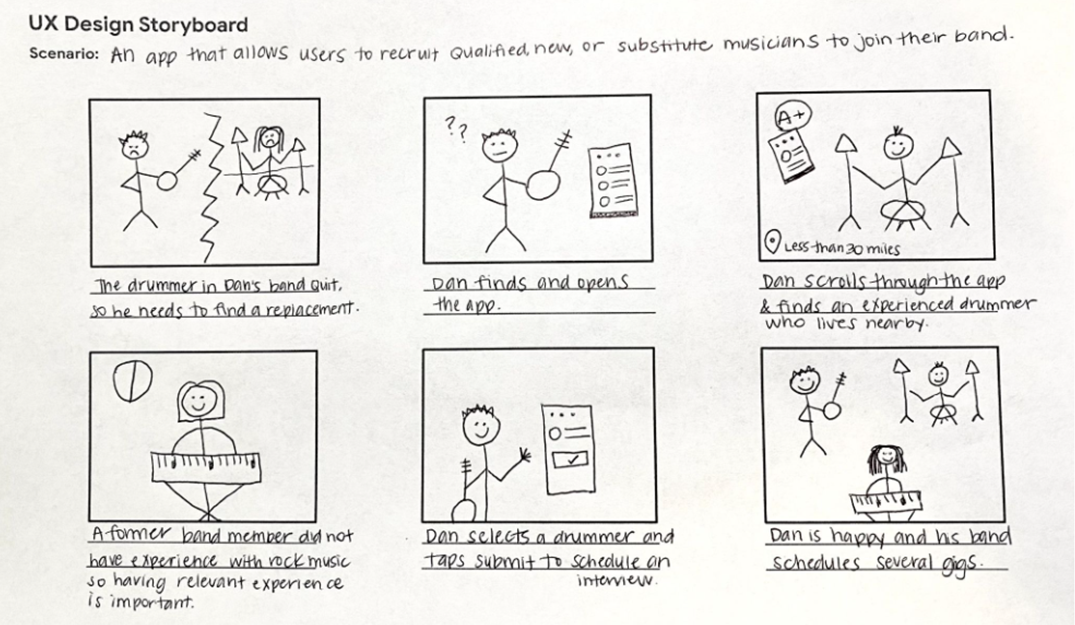 UX Design Storyboard
Scenario: An app that allows users to recruit qualified, new, or substitute musicians to join their band.
??
A+
Less than 30 miles
The drummer in Dan's band quit,
so he needs to find a replacement.
Dan finds and opens
the app.
Dan scrolls through the app
& finds an experienced drummer
who lives nearby.
A former band member did not
have experience with rock music
so having relevant experience
is important.
Dan selects a drummer and
taps submit to schedule an
interview.
Dan is happy and his band
schedules several gigs.